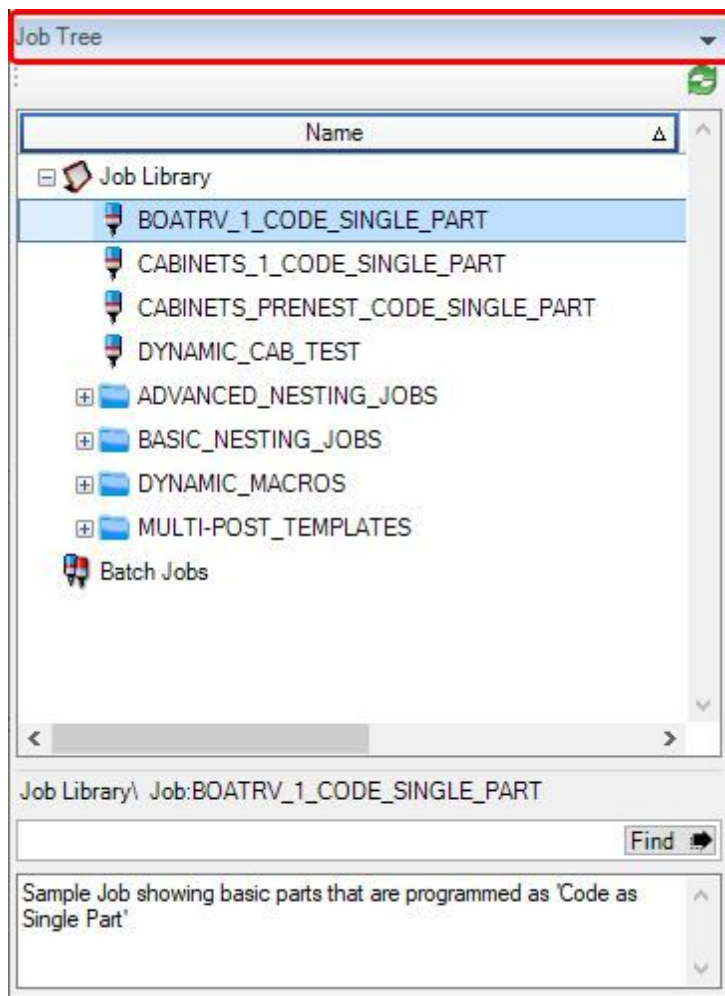 Job Tree
Name
Job Library
BOATRV_1_CODE_SINGLE_PART
CABINETS_1_CODE_SINGLE_PART
CABINETS_PRENEST_CODE_SINGLE_PART
DYNAMIC_CAB_TEST
ADVANCED_NESTING_JOBS
BASIC_NESTING_JOBS
DYNAMIC_MACROS
MULTI-POST_TEMPLATES
Batch Jobs
Job Library\ Job:BOATRV_1_CODE_SINGLE_PART
Find
Sample Job showing basic parts that are programmed as 'Code as
Single Part'